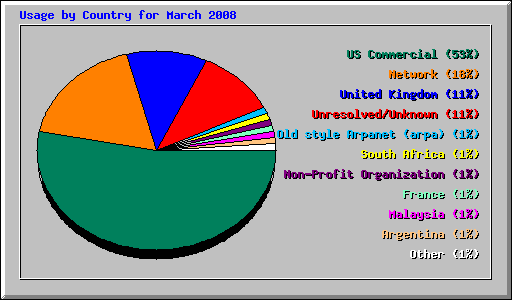 Usage by Country for March 2008
US Commercial (53%)
Network (18%)
United Kingdom (11%)
Unresolved/Unknown (11%)
Old style Arpanet (arpa) (1%)
South Africa (1%)
Non-Profit Organization (1%)
France (1%)
Malaysia (1%)
Argentina (1%)
Other (1%)